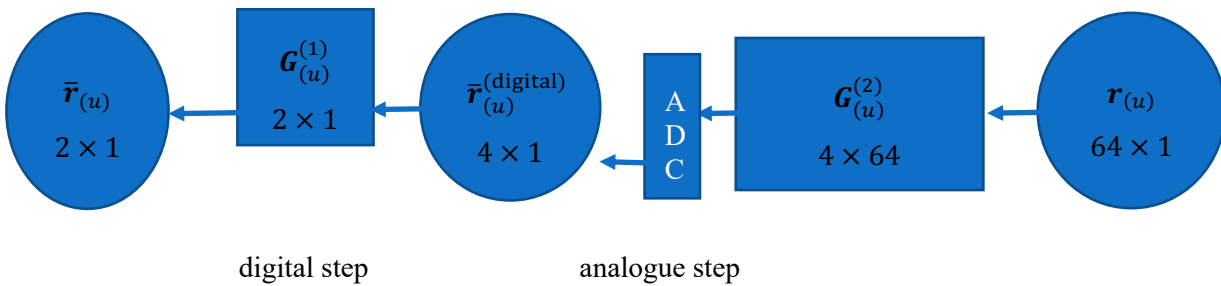 r̄₍ᵤ₎
2 × 1
G₍ᵤ₎⁽¹⁾
2 × 1
r̄₍ᵤ₎^(digital)
4 × 1
A
D
C
G₍ᵤ₎⁽²⁾
4 × 64
r₍ᵤ₎
64 × 1
digital step
analogue step